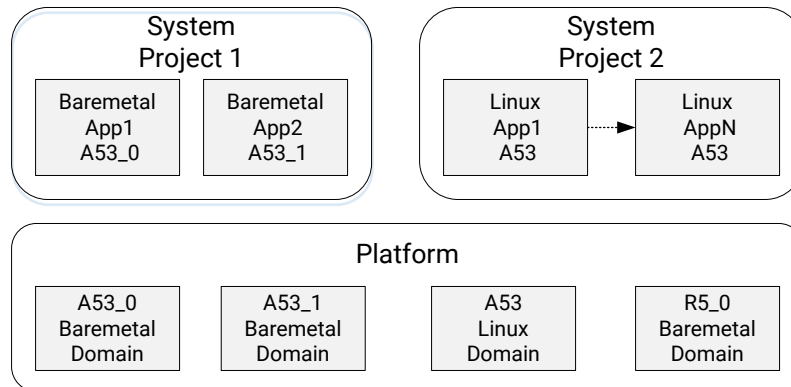 System
Project 1
Baremetal
App1
A53_0
Baremetal
App2
A53_1
System
Project 2
Linux
App1
A53
Linux
AppN
A53
Platform
A53_0
Baremetal
Domain
A53_1
Baremetal
Domain
A53
Linux
Domain
R5_0
Baremetal
Domain